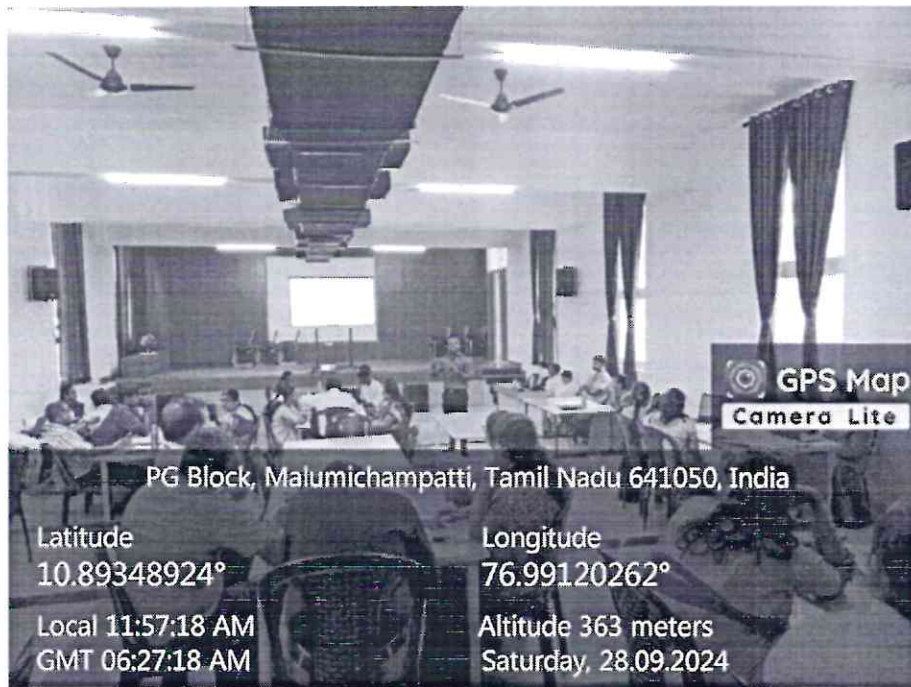 GPS Map
Camera Lite
PG Block, Malumichampatti, Tamil Nadu 641050, India
Latitude
10.89348924°
Longitude
76.99120262°
Local 11:57:18 AM
GMT 06:27:18 AM
Altitude 363 meters
Saturday, 28.09.2024